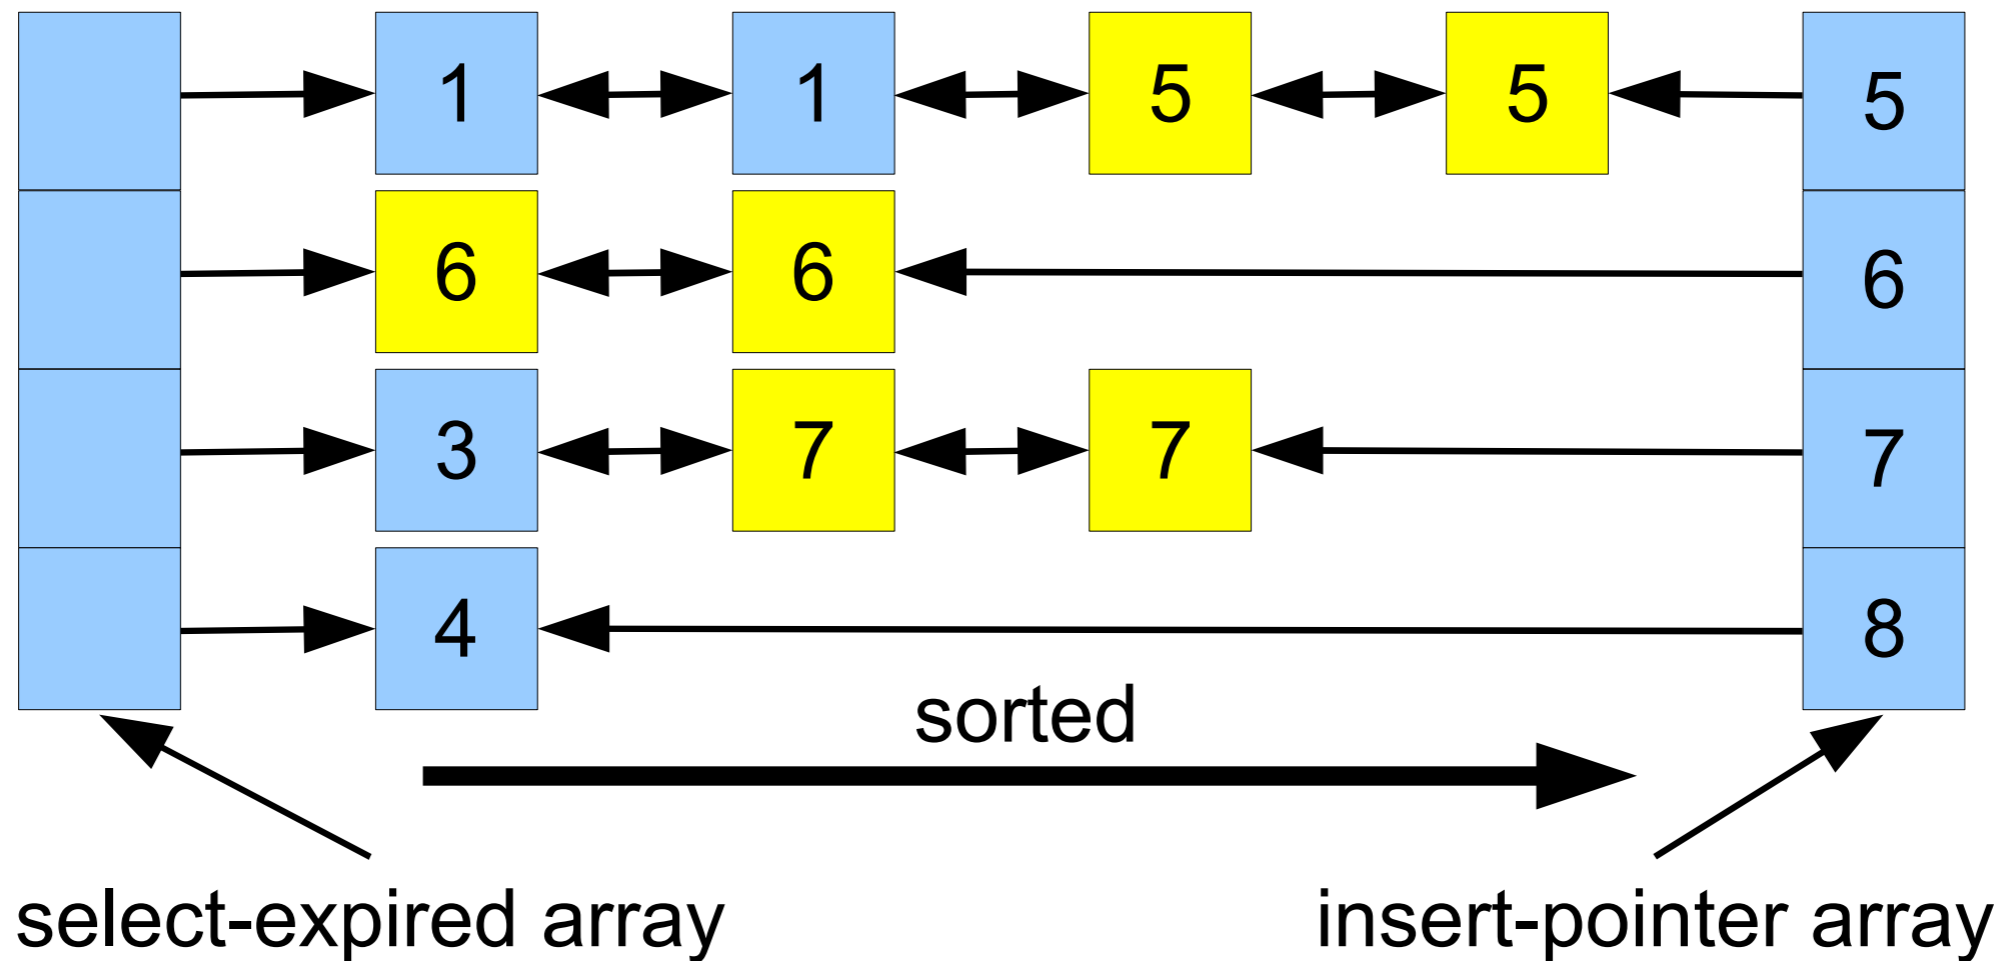 1 1 5 5 5
6 6 6
3 7 7 7
4 8
sorted
select-expired array insert-pointer array